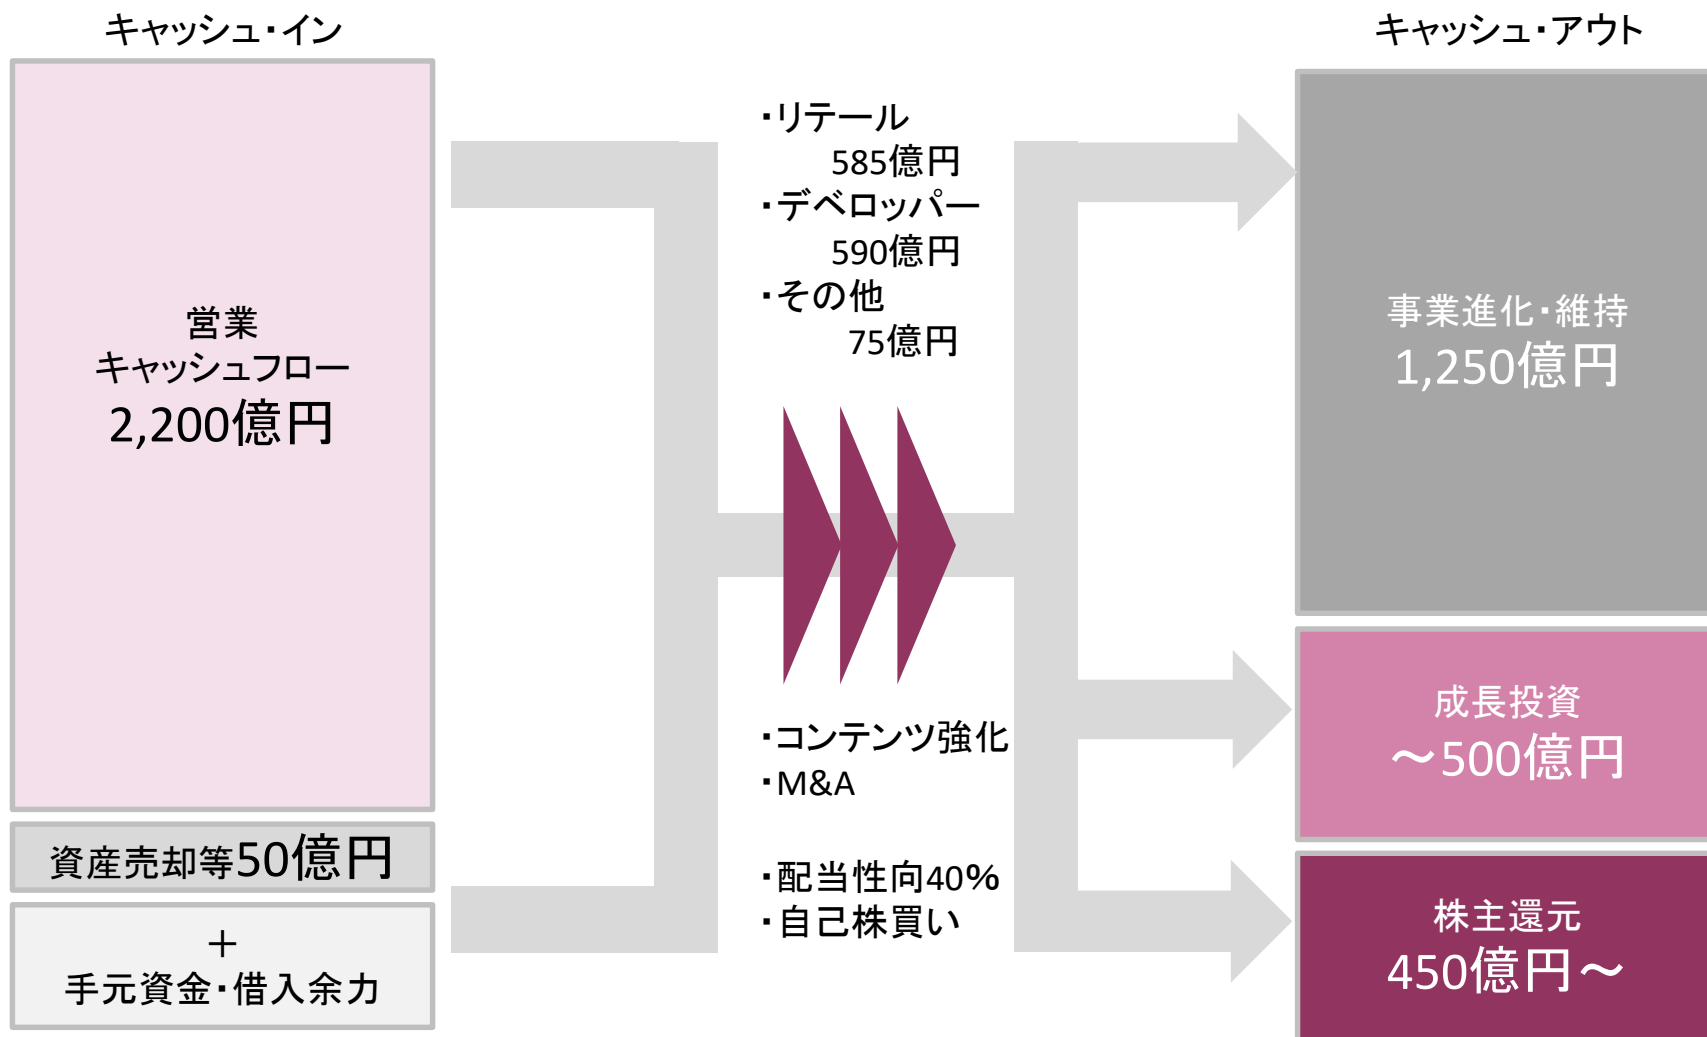 キャッシュ・イン
営業
キャッシュフロー
2,200億円
資産売却等50億円
＋
手元資金・借入余力
・リテール
585億円
・デベロッパー
590億円
・その他
75億円
・コンテンツ強化
・M&A
・配当性向40%
・自己株買い
キャッシュ・アウト
事業進化・維持
1,250億円
成長投資
～500億円
株主還元
450億円～